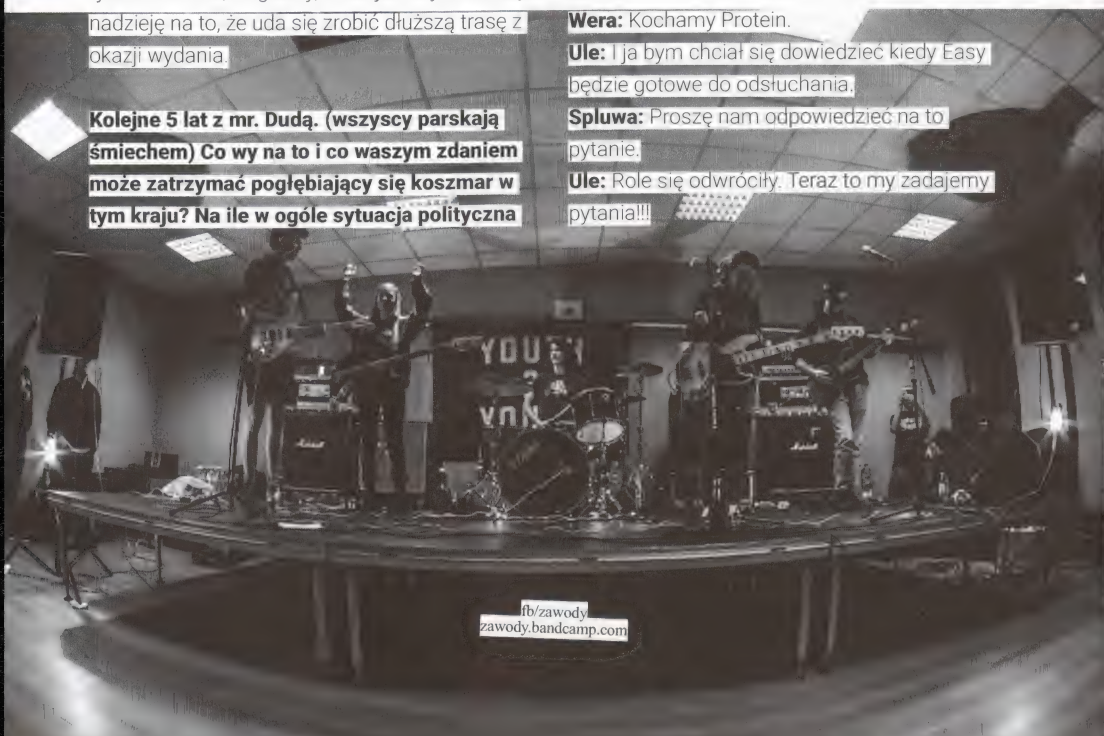 nadzieję na to, że uda się zrobić dłuższą trasę z
okazji wydania.
Kolejne 5 lat z mr. Dudą. (wszyscy parskają
śmiechem) Co wy na to i co waszym zdaniem
może zatrzymać pogłębiający się koszmar w
tym kraju? Na ile w ogóle sytuacja polityczna
Wera: Kochamy Protein.
Ule: I ja bym chciał się dowiedzieć kiedy Easy
będzie gotowe do odsłuchania.
Spluwa: Proszę nam odpowiedzieć na to
pytanie.
Ule: Role się odwróciły. Teraz to my zadajemy
pytania!!!
Marshall
Marshall
fb/zawody
zawody.bandcamp.com